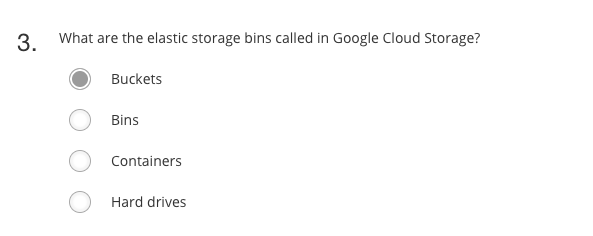 3. What are the elastic storage bins called in Google Cloud Storage?
Buckets
Bins
Containers
Hard drives